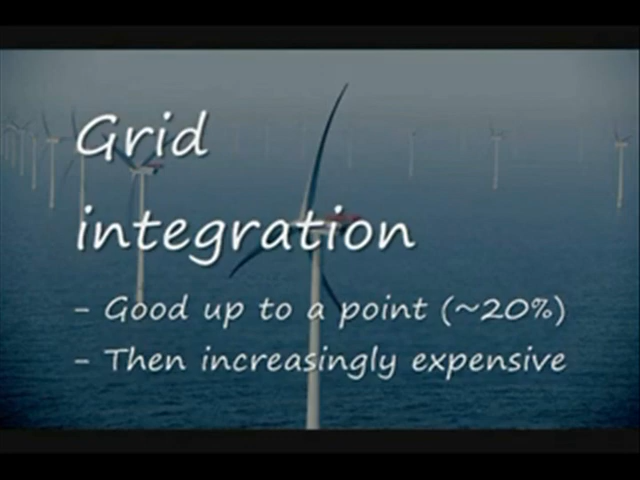 Grid
integration
- Good up to a point (~20%)
- Then increasingly expensive